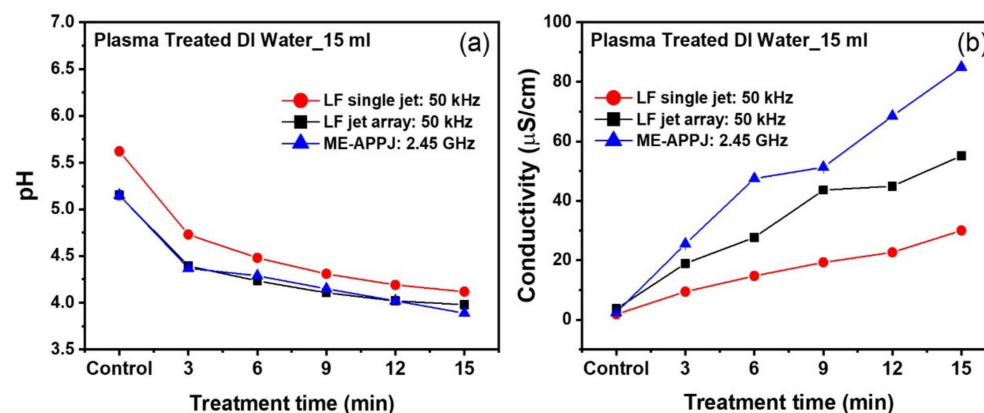 Plasma Treated DI Water_15 ml (a)
LF single jet: 50 kHz
LF jet array: 50 kHz
ME-APPJ: 2.45 GHz
pH
7.0
6.5
6.0
5.5
5.0
4.5
4.0
3.5
Control 3 6 9 12 15
Treatment time (min)
Plasma Treated DI Water_15 ml (b)
LF single jet: 50 kHz
LF jet array: 50 kHz
ME-APPJ: 2.45 GHz
Conductivity (μS/cm)
100
80
60
40
20
0
Control 3 6 9 12 15
Treatment time (min)